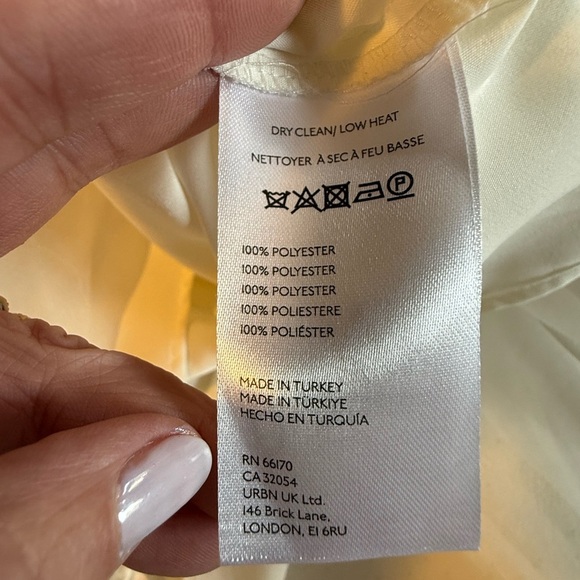 DRY CLEAN/ LOW HEAT
NETTOYER À SEC À FEU BASSE
P
100% POLYESTER
100% POLYESTER
100% POLYESTER
100% POLIESTERE
100% POLIÉSTER
MADE IN TURKEY
MADE IN TÜRKIYE
HECHO EN TURQUÍA
RN 66170
CA 32054
URBN UK Ltd.
146 Brick Lane,
LONDON, E1 6RU